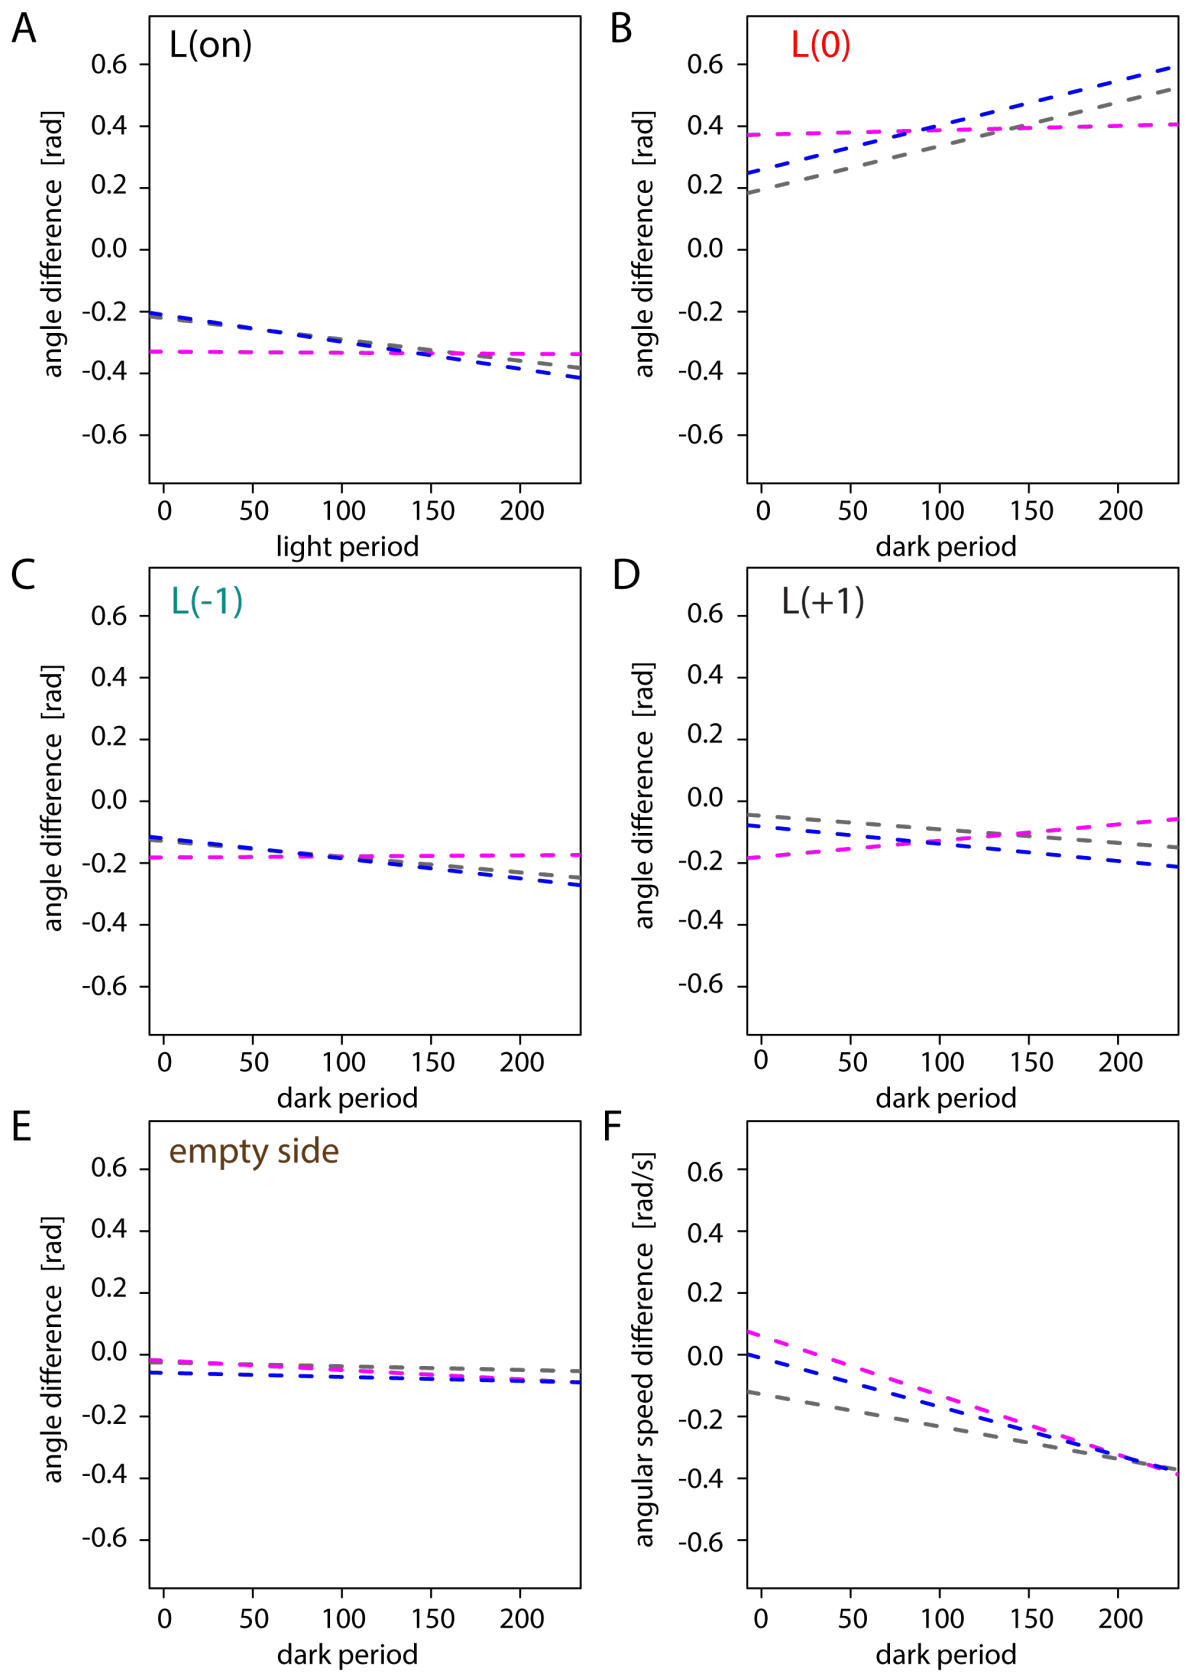 A
L(on)
angle difference [rad]
0.6
0.4
0.2
0.0
-0.2
-0.4
-0.6
0 50 100 150 200
light period
B
L(0)
angle difference [rad]
0.6
0.4
0.2
0.0
-0.2
-0.4
-0.6
0 50 100 150 200
dark period
C
L(-1)
angle difference [rad]
0.6
0.4
0.2
0.0
-0.2
-0.4
-0.6
0 50 100 150 200
dark period
D
L(+1)
angle difference [rad]
0.6
0.4
0.2
0.0
-0.2
-0.4
-0.6
0 50 100 150 200
dark period
E
empty side
angle difference [rad]
0.6
0.4
0.2
0.0
-0.2
-0.4
-0.6
0 50 100 150 200
dark period
F
angular speed difference [rad/s]
0.6
0.4
0.2
0.0
-0.2
-0.4
-0.6
0 50 100 150 200
dark period